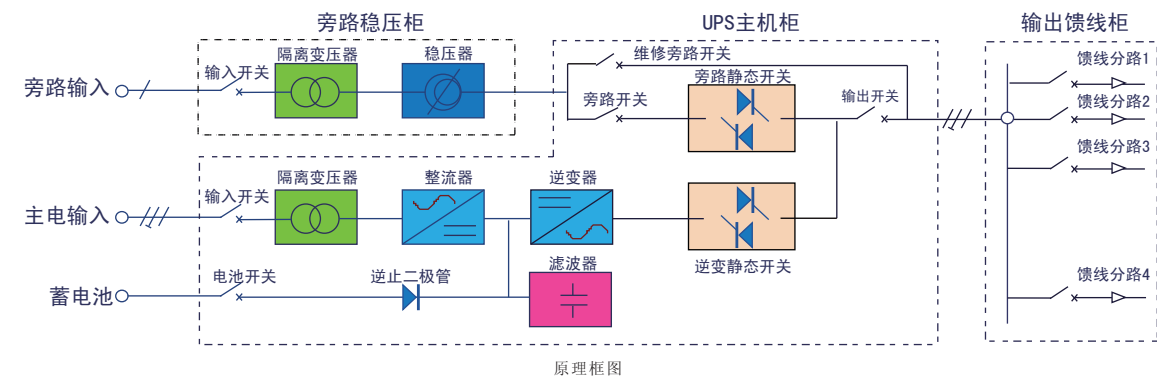 旁路稳压柜
UPS主机柜
输出馈线柜
隔离变压器
稳压器
维修旁路开关
馈线分路1
旁路输入
输入开关
旁路静态开关
旁路开关
输出开关
馈线分路2
馈线分路3
隔离变压器
整流器
逆变器
主电输入
输入开关
逆变静态开关
滤波器
电池开关
逆止二极管
馈线分路4
蓄电池
原理框图